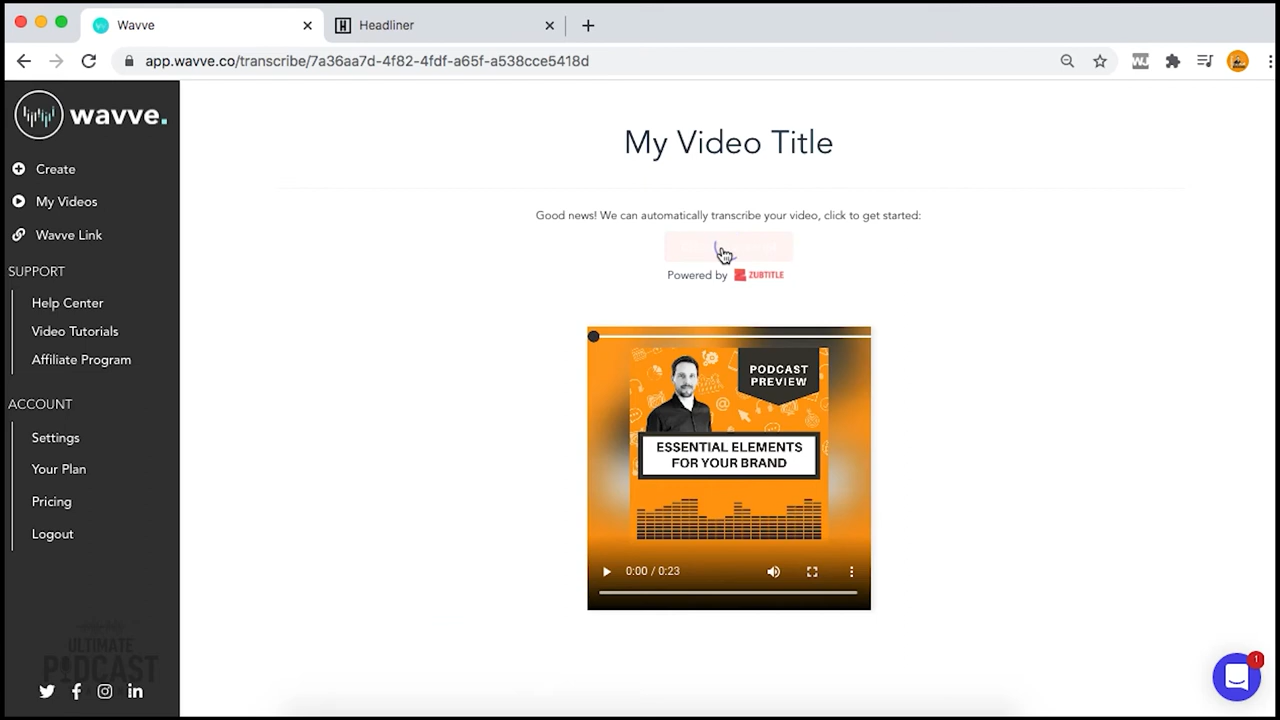 Wavve
Headliner
app.wavve.co/transcribe/7a36aa7d-4f82-4fdf-a65f-a538cce5418d
wavve.
Create
My Videos
Wavve Link
SUPPORT
Help Center
Video Tutorials
Affiliate Program
ACCOUNT
Settings
Your Plan
Pricing
Logout
ULTIMATE
PODCAST
My Video Title
Good news! We can automatically transcribe your video, click to get started:
Powered by ZUBTITLE
PODCAST
PREVIEW
ESSENTIAL ELEMENTS
FOR YOUR BRAND
0:00 / 0:23
1